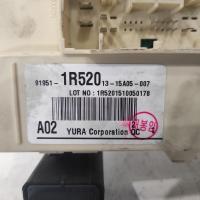 91951-1R520 13-15A05-007
LOT NO : 1R5201510050178
A02 YURA Corporation QC